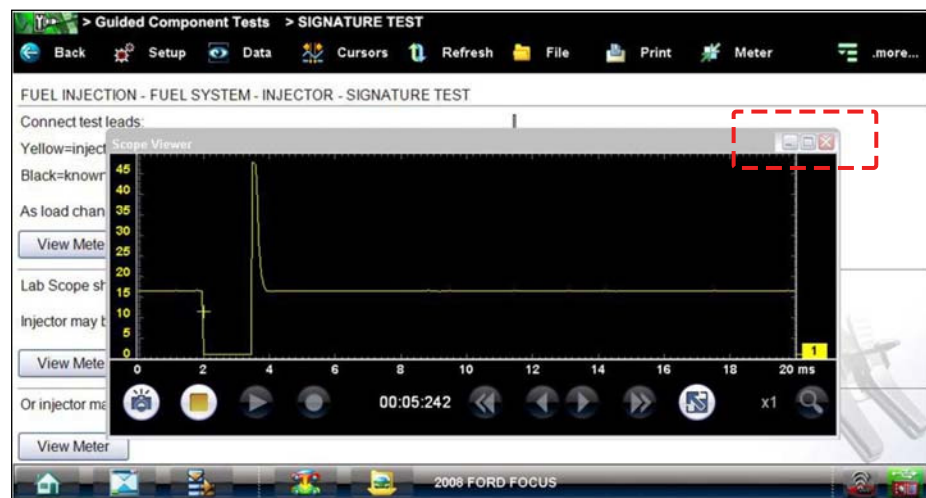 > Guided Component Tests > SIGNATURE TEST
Back Setup Data Cursors Refresh File Print Meter .more...
FUEL INJECTION - FUEL SYSTEM - INJECTOR - SIGNATURE TEST
Connect test leads:
Yellow=inject
Scope Viewer
Black=known
As load chan
View Mete
Lab Scope sh
Injector may b
View Mete
Or injector ma
View Meter
45
40
35
30
25
20
15
10
5
0
1
0 2 4 6 8 10 12 14 16 18 20 ms
00:05:242 x1
2008 FORD FOCUS